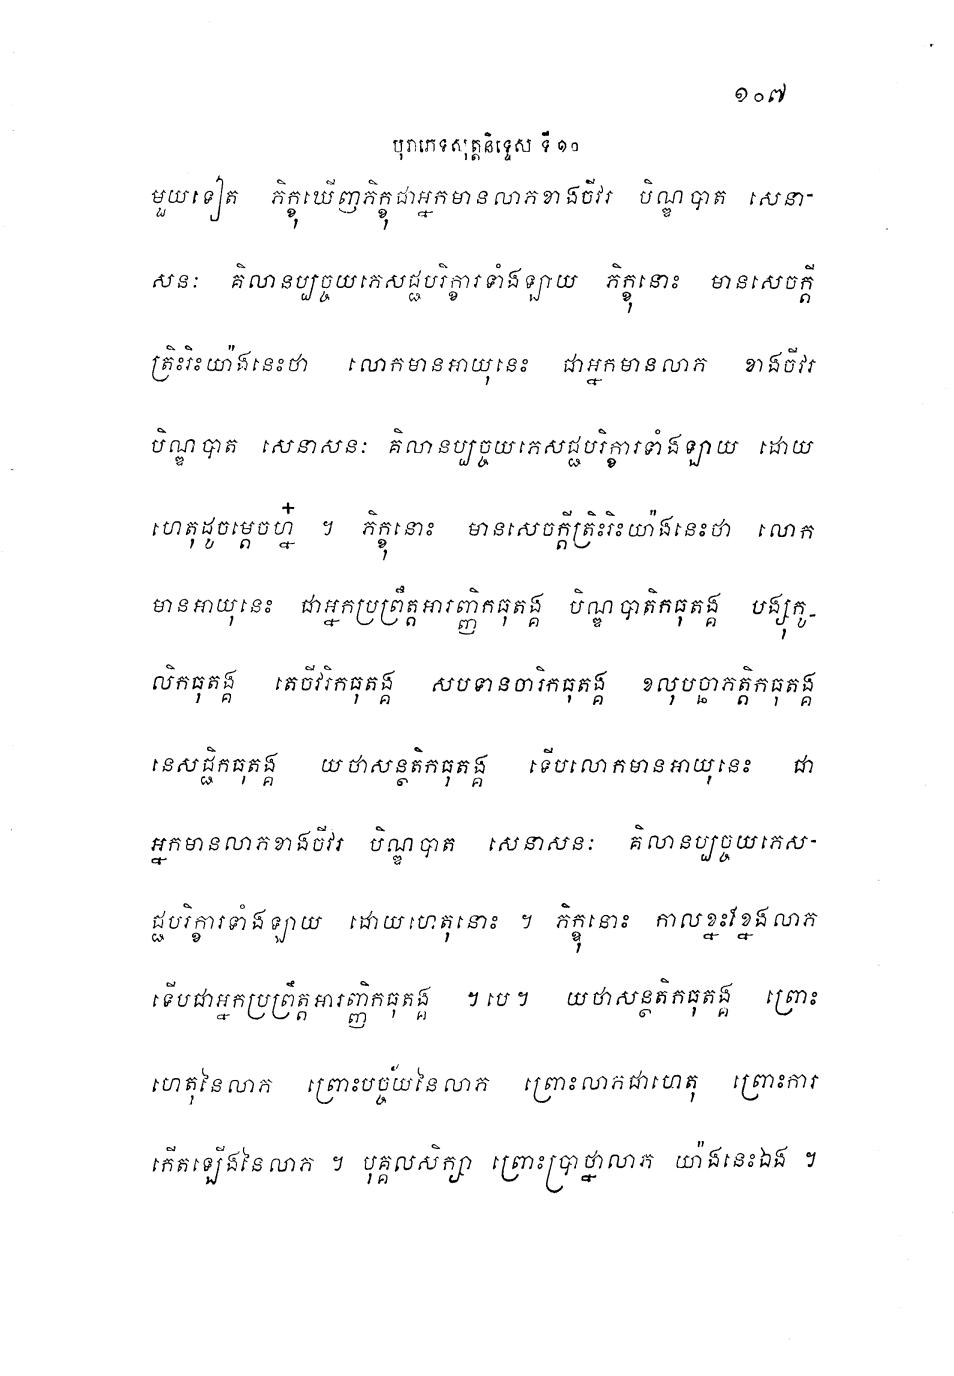 ១០៧
បុរាភេទសុត្តនិទ្ទេស ទី ១០
មួយទៀត ភិក្ខុឃើញភិក្ខុជាអ្នកមានលាភខាងចីវរ បិណ្ឌបាត សេនា-
សនៈ គិលានប្បច្ចយភេសជ្ជបរិក្ខារទាំងឡាយ ភិក្ខុនោះ មានសេចក្តី
ត្រិះរិះយ៉ាងនេះថា លោកមានអាយុនេះ ជាអ្នកមានលាភ ខាងចីវរ
បិណ្ឌបាត សេនាសនៈ គិលានប្បច្ចយភេសជ្ជបរិក្ខារទាំងឡាយ ដោយ
ហេតុដូចម្តេចហ្ន៎ ។ ភិក្ខុនោះ មានសេចក្តីត្រិះរិះយ៉ាងនេះថា លោក
មានអាយុនេះ ជាអ្នកប្រព្រឹត្តអារញ្ញិកធុតង្គ បិណ្ឌបាតិកធុតង្គ បង្សុកូ-
លិកធុតង្គ តេចីវរិកធុតង្គ សបទានចារិកធុតង្គ ខលុបច្ឆាភត្តិកធុតង្គ
នេសជ្ជិកធុតង្គ យថាសន្ថតិកធុតង្គ ទើបលោកមានអាយុនេះ ជា
អ្នកមានលាភខាងចីវរ បិណ្ឌបាត សេនាសនៈ គិលានប្បច្ចយភេស-
ជ្ជបរិក្ខារទាំងឡាយ ដោយហេតុនោះ ។ ភិក្ខុនោះ កាលខ្នះខ្នែងលាភ
ទើបជាអ្នកប្រព្រឹត្តអារញ្ញិកធុតង្គ ។បេ។ យថាសន្ថតិកធុតង្គ ព្រោះ
ហេតុនៃលាភ ព្រោះបច្ច័យនៃលាភ ព្រោះលាភជាហេតុ ព្រោះការ
កើតឡើងនៃលាភ ។ បុគ្គលសិក្សា ព្រោះប្រាថ្នាលាភ យ៉ាងនេះឯង ។